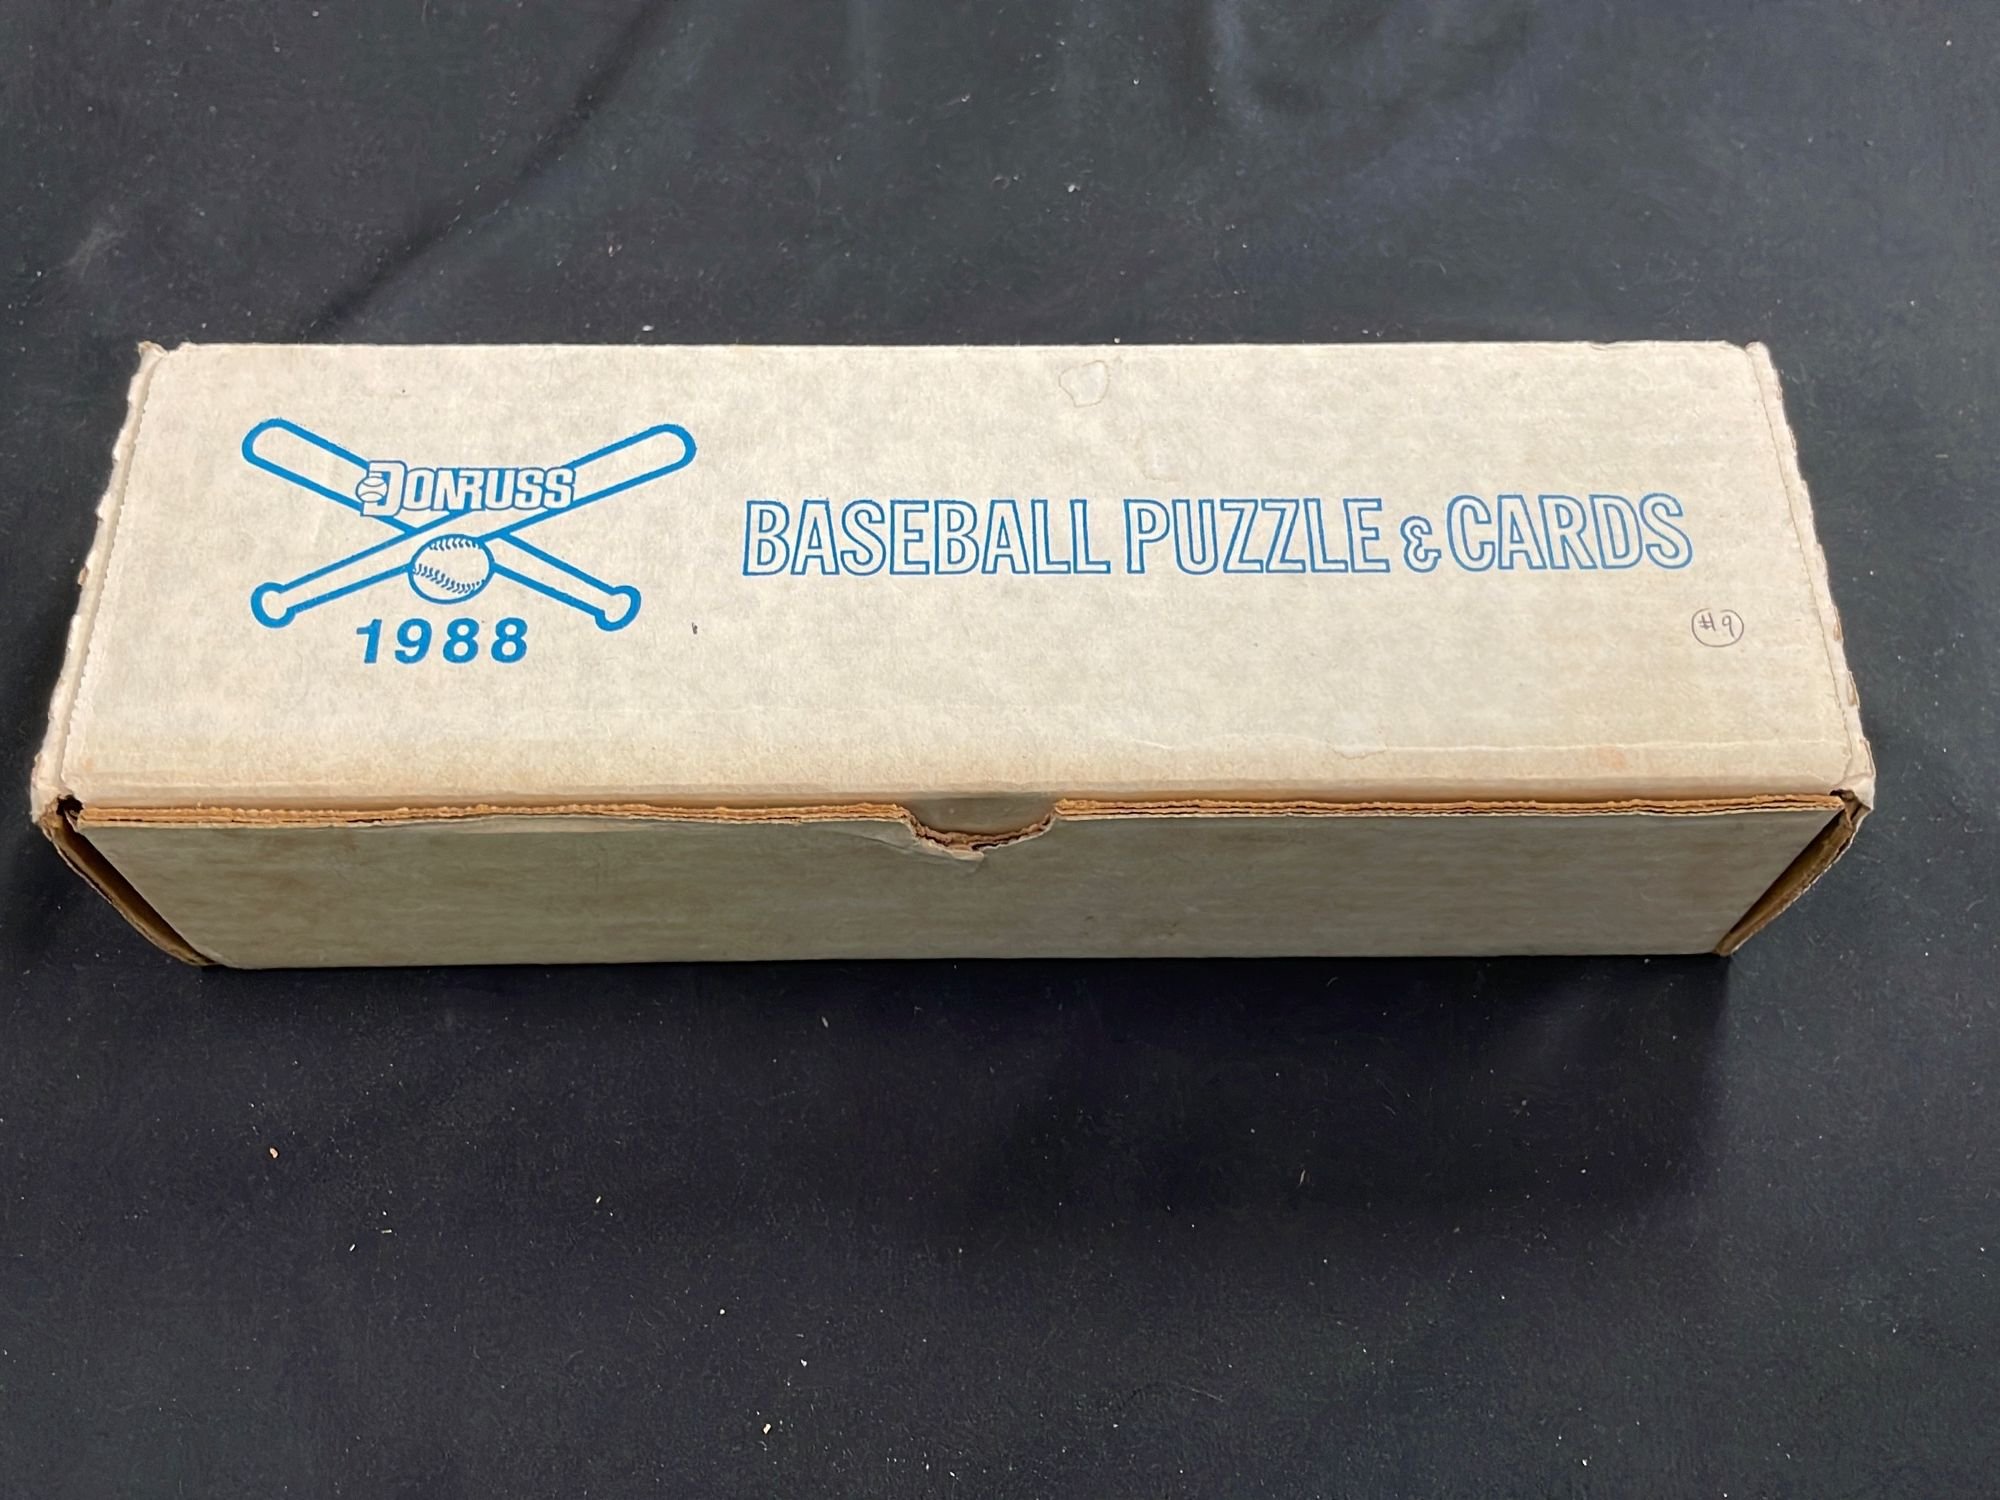 DONRUSS
1988
BASEBALL PUZZLE & CARDS
#9